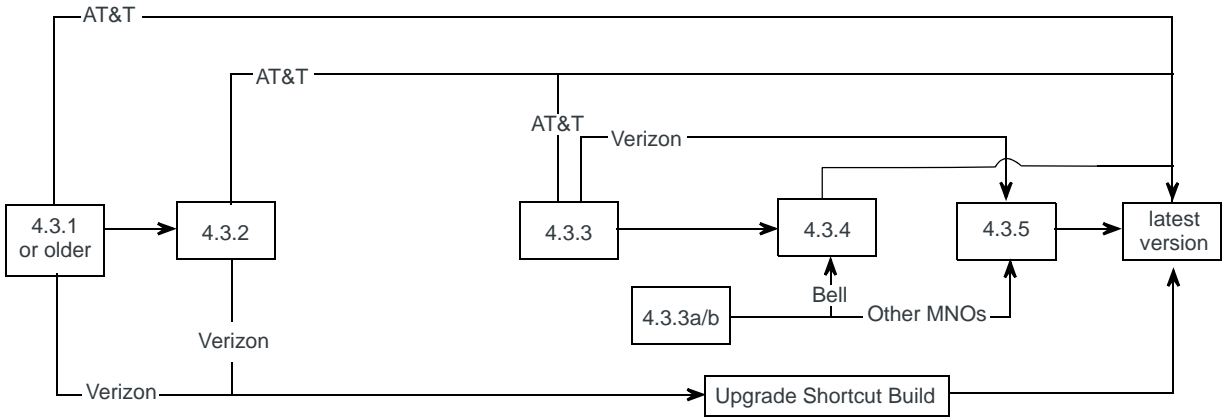 AT&T
AT&T
AT&T
Verizon
4.3.1
or older
4.3.2
4.3.3
4.3.4
4.3.5
latest
version
Bell
4.3.3a/b
Other MNOs
Verizon
Verizon
Upgrade Shortcut Build